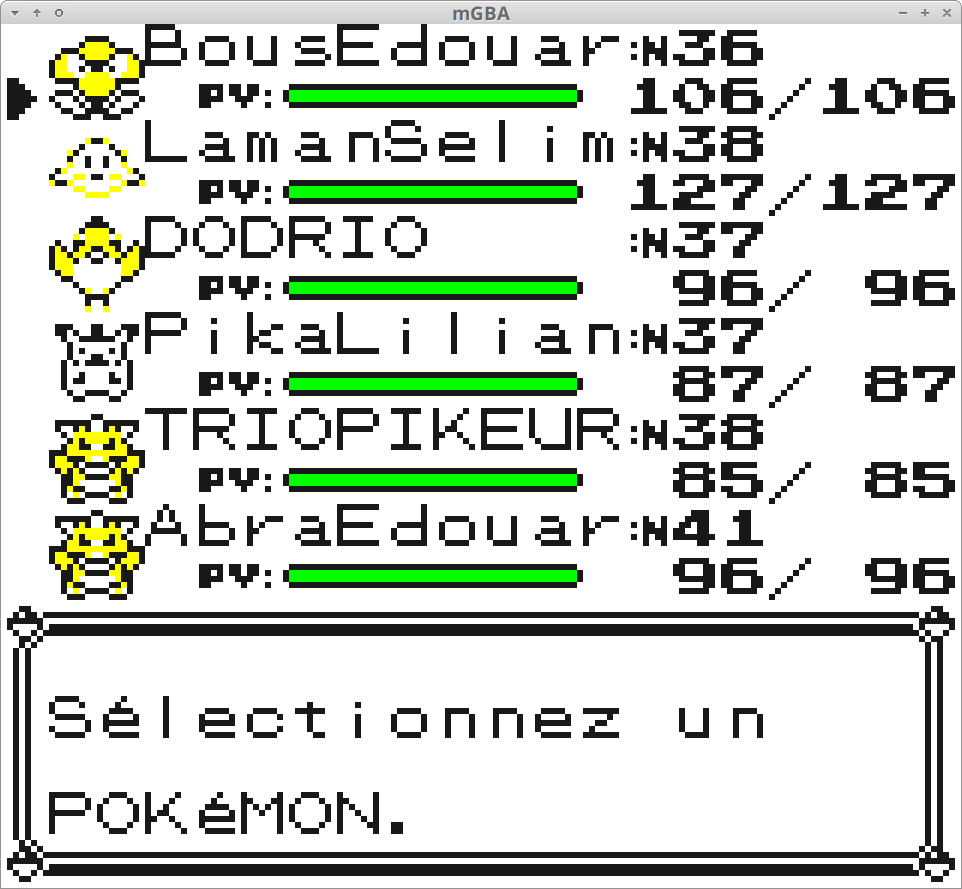 mGBA
BousEdouar:N36
PV: 106/106
LamanSelim:N38
PV: 127/127
DODRIO :N37
PV: 96/ 96
PikaLilian:N37
PV: 87/ 87
TRIOPIKEUR:N38
PV: 85/ 85
AbraEdouar:N41
PV: 96/ 96
Sélectionnez un
POKéMON.